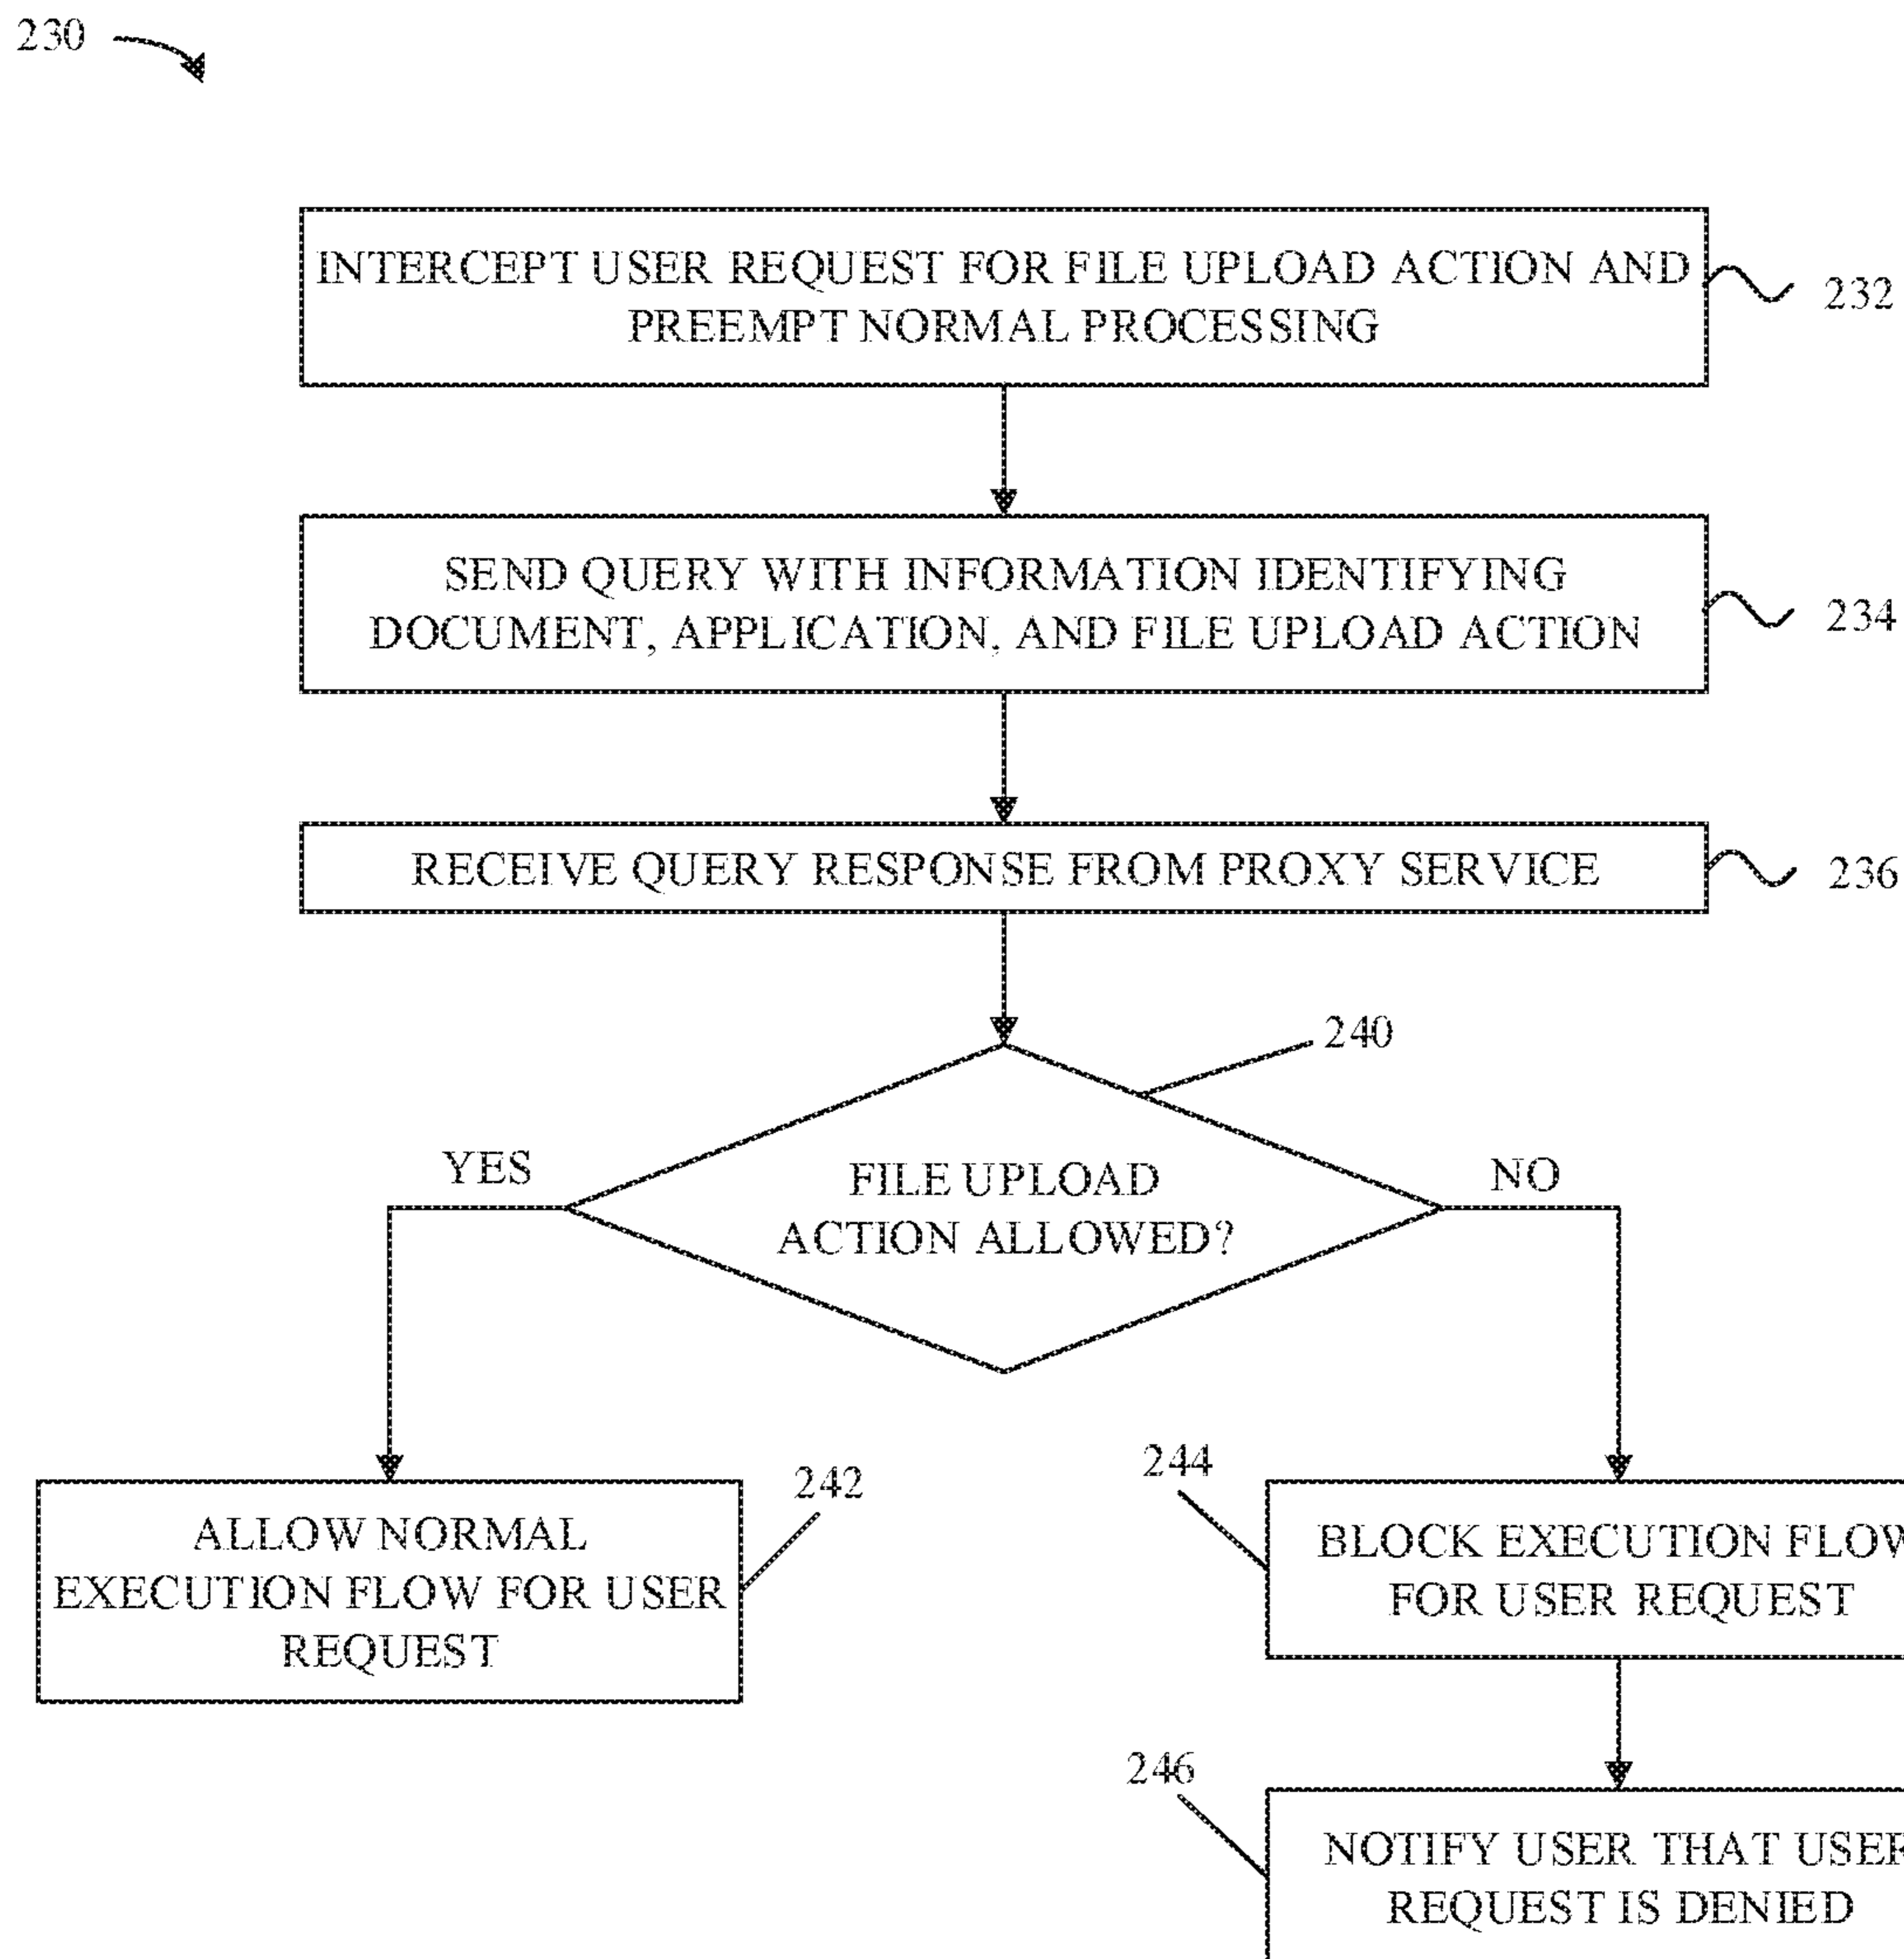 230
INTERCEPT USER REQUEST FOR FILE UPLOAD ACTION AND
PREEMPT NORMAL PROCESSING
232
SEND QUERY WITH INFORMATION IDENTIFYING
DOCUMENT, APPLICATION, AND FILE UPLOAD ACTION
234
RECEIVE QUERY RESPONSE FROM PROXY SERVICE
236
240
YES
FILE UPLOAD
ACTION ALLOWED?
NO
242
ALLOW NORMAL
EXECUTION FLOW FOR USER
REQUEST
244
BLOCK EXECUTION FLOW
FOR USER REQUEST
246
NOTIFY USER THAT USER
REQUEST IS DENIED